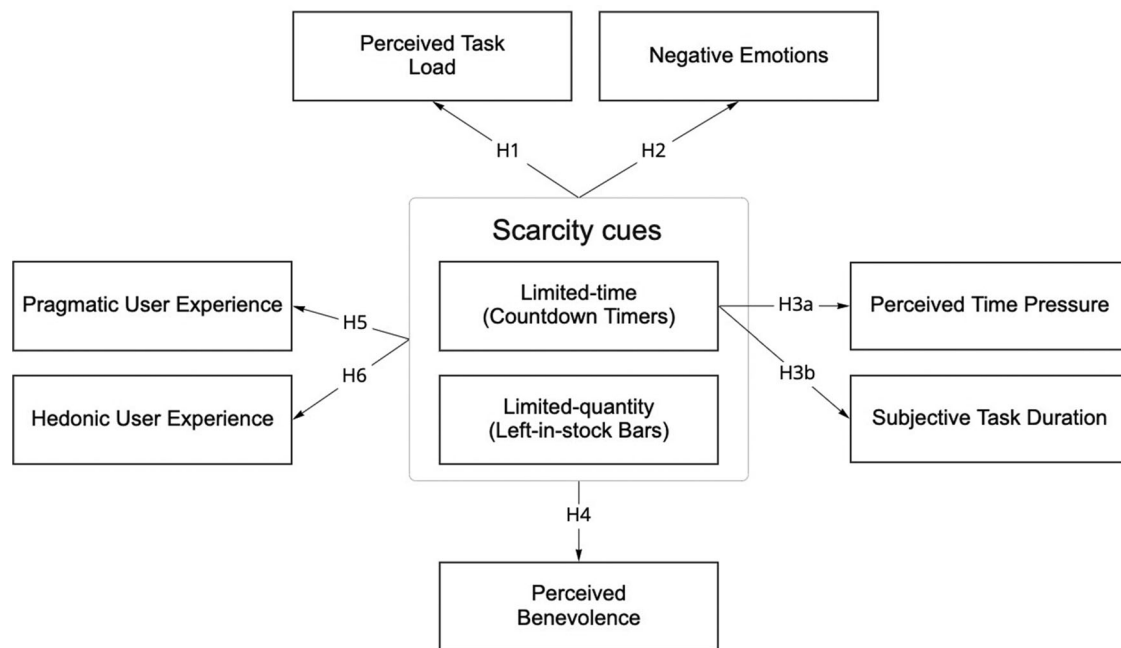 Perceived Task
Load
Negative Emotions
H1
H2
Scarcity cues
Limited-time
(Countdown Timers)
Limited-quantity
(Left-in-stock Bars)
Pragmatic User Experience
H5
H6
Hedonic User Experience
H3a
Perceived Time Pressure
H3b
Subjective Task Duration
H4
Perceived
Benevolence